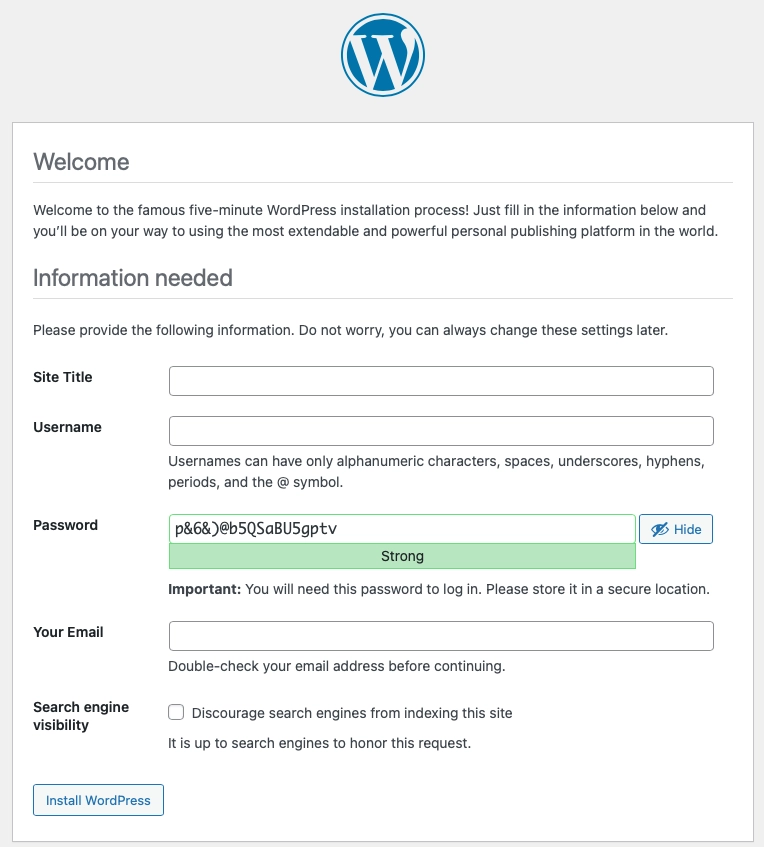 Welcome
Welcome to the famous five-minute WordPress installation process! Just fill in the information below and
you’ll be on your way to using the most extendable and powerful personal publishing platform in the world.
Information needed
Please provide the following information. Do not worry, you can always change these settings later.
Site Title
Username
Usernames can have only alphanumeric characters, spaces, underscores, hyphens,
periods, and the @ symbol.
Password
p&6&)@b5QSaBU5gptv
Hide
Strong
Important: You will need this password to log in. Please store it in a secure location.
Your Email
Double-check your email address before continuing.
Search engine
visibility
Discourage search engines from indexing this site
It is up to search engines to honor this request.
Install WordPress